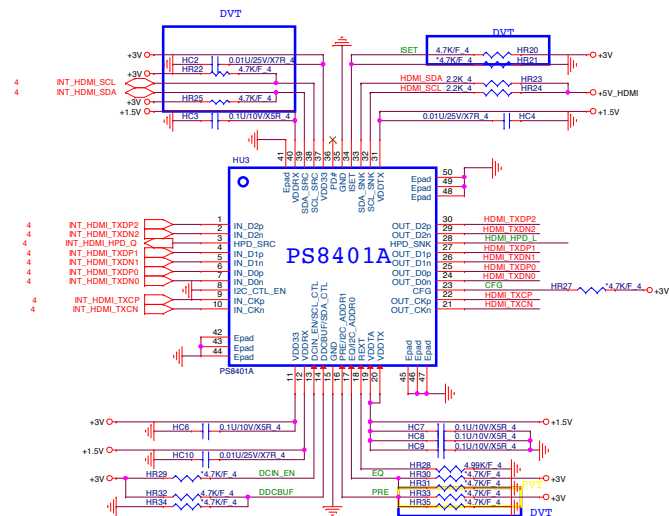 DVT
DVT
+3V
HC2 0.01U/25V/X7R_4
HR22 4.7K/F_4
+3V
4 INT_HDMI_SCL
4 INT_HDMI_SDA
+3V
HR25 *4.7K/F_4
+1.5V
HC3 0.1U/10V/X5R_4
ISET 4.7K/F_4 HR20 +3V
*4.7K/F_4 HR21
HDMI_SDA 2.2K_4 HR23
HDMI_SCL 2.2K_4 HR24 +5V_HDMI
0.01U/25V/X7R_4 HC4
41 40 39 38 37 36 35 34 33 32 31
Epad VDDRX SDA_SRC SCL_SRC VDD33 PD# GND ISET SDA_SNK SCL_SNK VDDTX
HU3
50 Epad
49 Epad
48 Epad
PS8401A
4 INT_HDMI_TXDP2 1 IN_D2p
4 INT_HDMI_TXDN2 2 IN_D2n
4 INT_HDMI_HPD_Q 3 HPD_SRC
4 INT_HDMI_TXDP1 4 IN_D1p
4 INT_HDMI_TXDN1 5 IN_D1n
4 INT_HDMI_TXDP0 6 IN_D0p
4 INT_HDMI_TXDN0 7 IN_D0n
8 I2C_CTL_EN
4 INT_HDMI_TXCP 9 IN_CKp
4 INT_HDMI_TXCN 10 IN_CKn
OUT_D2p 30 HDMI_TXDP2
OUT_D2n 29 HDMI_TXDN2
HPD_SNK 28 HDMI_HPD_L
OUT_D1p 27 HDMI_TXDP1
OUT_D1n 26 HDMI_TXDN1
OUT_D0p 25 HDMI_TXDP0
OUT_D0n 24 HDMI_TXDN0
CFG 23 CFG HR27 *4.7K/F_4 +3V
OUT_CKp 22 HDMI_TXCP
OUT_CKn 21 HDMI_TXCN
42 Epad
43 Epad
44 Epad
PS8401A
VDD33 VDDRX DCIN_EN/SCL_CTL DDCBUF/SDA_CTL GND PRE/I2C_ADDR1 EQ/I2C_ADDR0 REXT VDDTA VDDTX
Epad Epad Epad
11 12 13 14 15 16 17 18 19 20
45 46 47
+3V HC6 0.1U/10V/X5R_4
+1.5V HC10 0.01U/25V/X7R_4
+3V HR29 *4.7K/F_4 DCIN_EN
HR32 *4.7K/F_4 DDCBUF
HR34 *4.7K/F_4
+1.5V
HC7 0.1U/10V/X5R_4
HC8 0.1U/10V/X5R_4
HC9 0.1U/10V/X5R_4
HR28 4.99K/F_4
EQ HR30 *4.7K/F_4 +3V
HR31 *4.7K/F_4
PRE HR33 *4.7K/F_4 +3V
HR35 *4.7K/F_4
DVT